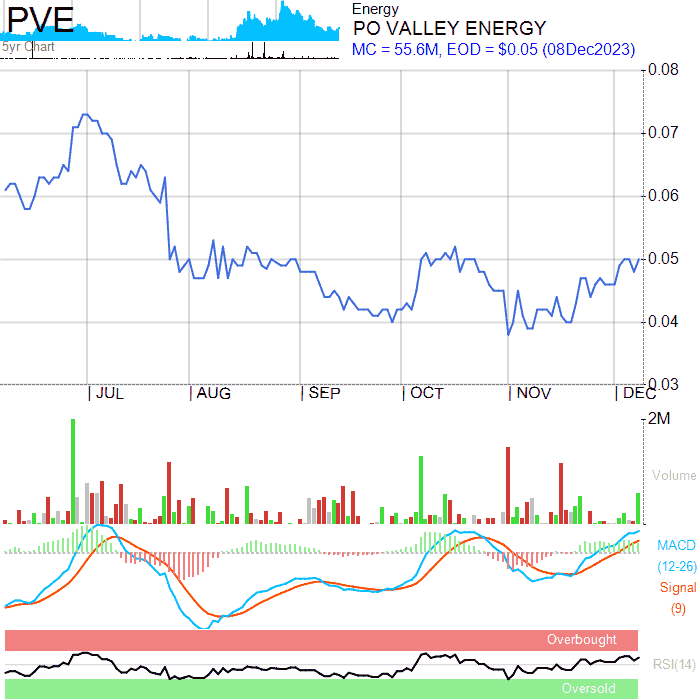 PVE
5yr Chart
Energy
PO VALLEY ENERGY
MC = 55.6M, EOD = $0.05 (08Dec2023)
0.08
0.07
0.06
0.05
0.04
0.03
JUL AUG SEP OCT NOV DEC
2M
Volume
MACD
(12-26)
Signal
(9)
Overbought
RSI(14)
Oversold